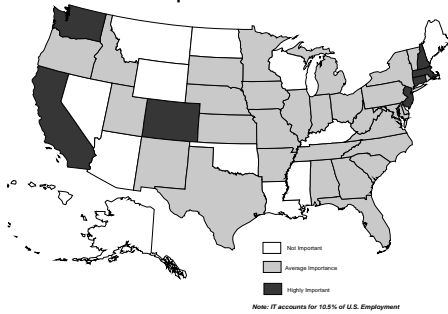 Not Important
Average Importance
Highly Important
Note: IT accounts for 10.5% of U.S. Employment